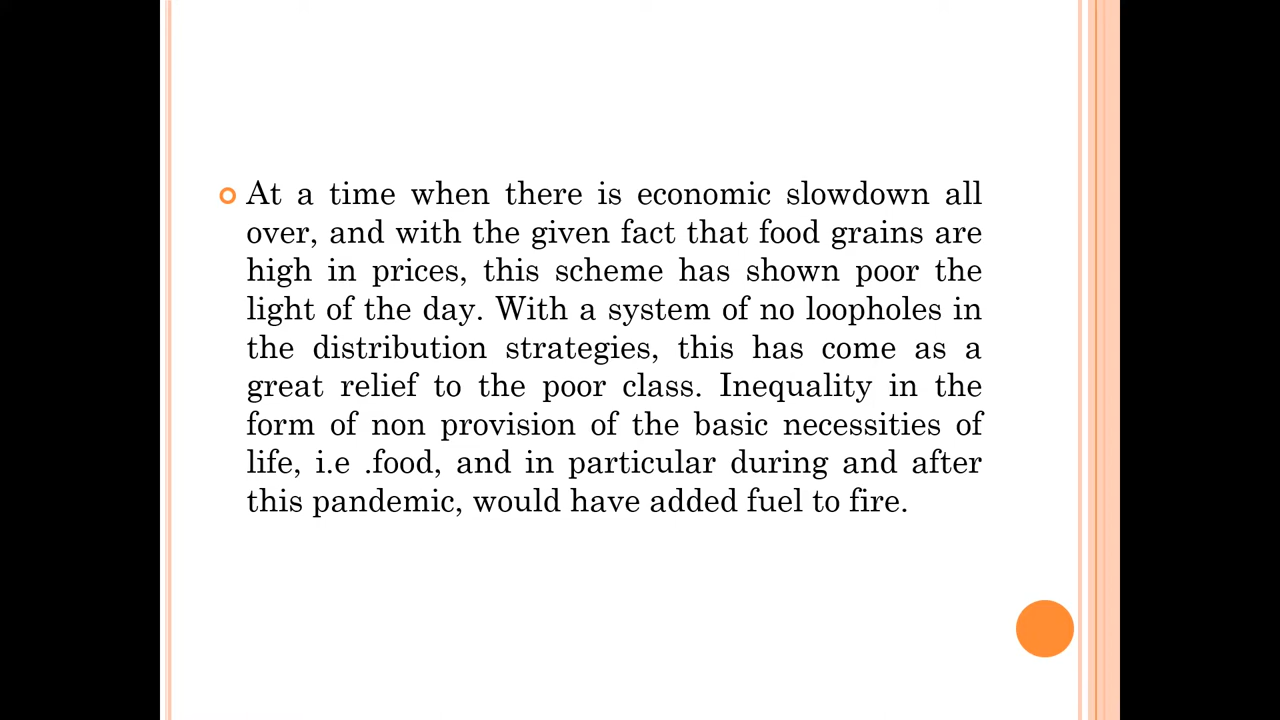 At a time when there is economic slowdown all
over, and with the given fact that food grains are
high in prices, this scheme has shown poor the
light of the day. With a system of no loopholes in
the distribution strategies, this has come as a
great relief to the poor class. Inequality in the
form of non provision of the basic necessities of
life, i.e .food, and in particular during and after
this pandemic, would have added fuel to fire.